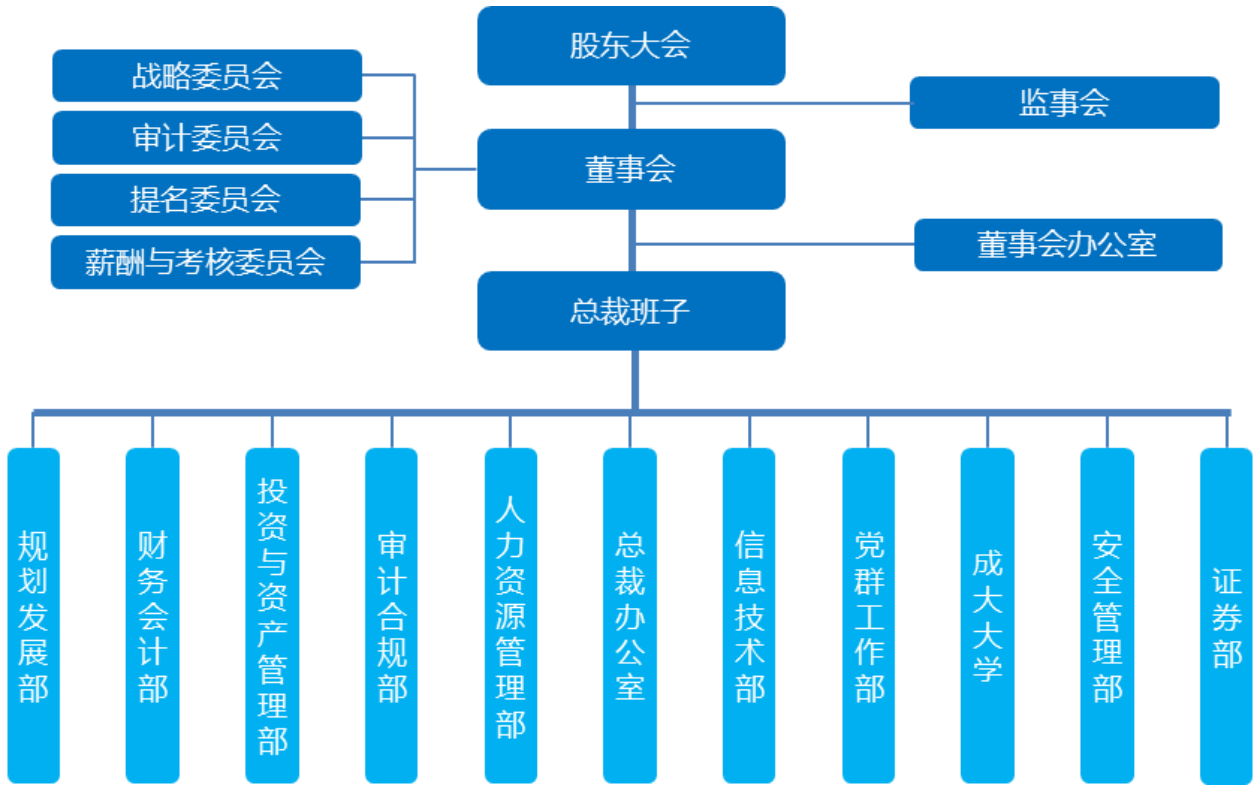 股东大会
战略委员会
监事会
审计委员会
董事会
提名委员会
董事会办公室
薪酬与考核委员会
总裁班子
规划发展部
财务会计部
投资与资产管理部
审计合规部
人力资源管理部
总裁办公室
信息技术部
党群工作部
成大大学
安全管理部
证券部